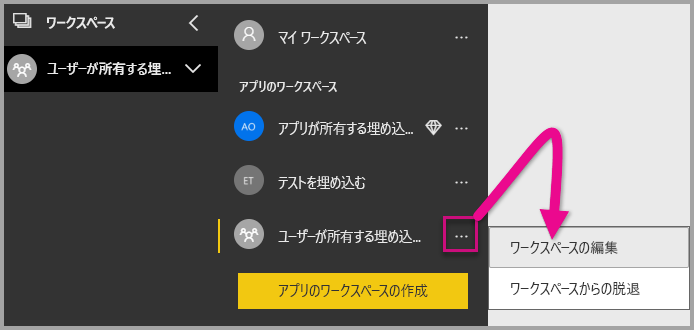 ワークスペース
ユーザーが所有する埋...
マイ ワークスペース
...
アプリのワークスペース
AO
アプリが所有する埋め込...
...
ET
テストを埋め込む
...
ユーザーが所有する埋め込...
...
アプリのワークスペースの作成
ワークスペースの編集
ワークスペースからの脱退